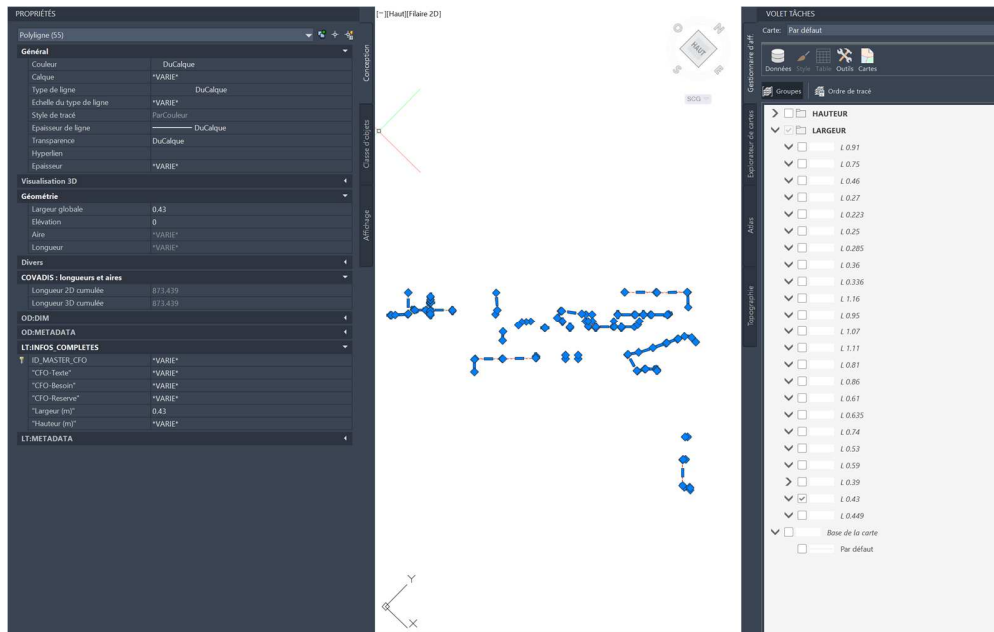 PROPRIÉTÉS
Polyligne (55)
Général
Couleur DuCalque
Calque *VARIE*
Type de ligne DuCalque
Echelle du type de ligne *VARIE*
Style de tracé ParCouleur
Epaisseur de ligne DuCalque
Transparence DuCalque
Hyperlien
Epaisseur *VARIE*
Visualisation 3D
Géométrie
Largeur globale 0.43
Elévation 0
Aire *VARIE*
Longueur *VARIE*
Divers
COVADIS : longueurs et aires
Longueur 2D cumulée 873.439
Longueur 3D cumulée 873.439
OD:DIM
OD:METADATA
LT:INFOS_COMPLETES
ID_MASTER_CFO *VARIE*
"CFO-Texte" *VARIE*
"CFO-Besoin" *VARIE*
"CFO-Reserve" *VARIE*
"Largeur (m)" 0.43
"Hauteur (m)" *VARIE*
LT:METADATA
Conception
Classe d'objets
Affichage
[−][Haut][Filaire 2D]
O
N
HAUT
S
E
SCG
Y
X
Gestionnaire d'aff.
Explorateur de cartes
Atlas
Topographie
VOLET TÂCHES
Carte: Par défaut
Données Style Table Outils Cartes
Groupes Ordre de tracé
HAUTEUR
LARGEUR
L 0.91
L 0.75
L 0.46
L 0.27
L 0.223
L 0.25
L 0.285
L 0.36
L 0.336
L 1.16
L 0.95
L 1.07
L 1.11
L 0.81
L 0.86
L 0.61
L 0.635
L 0.74
L 0.53
L 0.59
L 0.39
L 0.43
L 0.449
Base de la carte
Par défaut